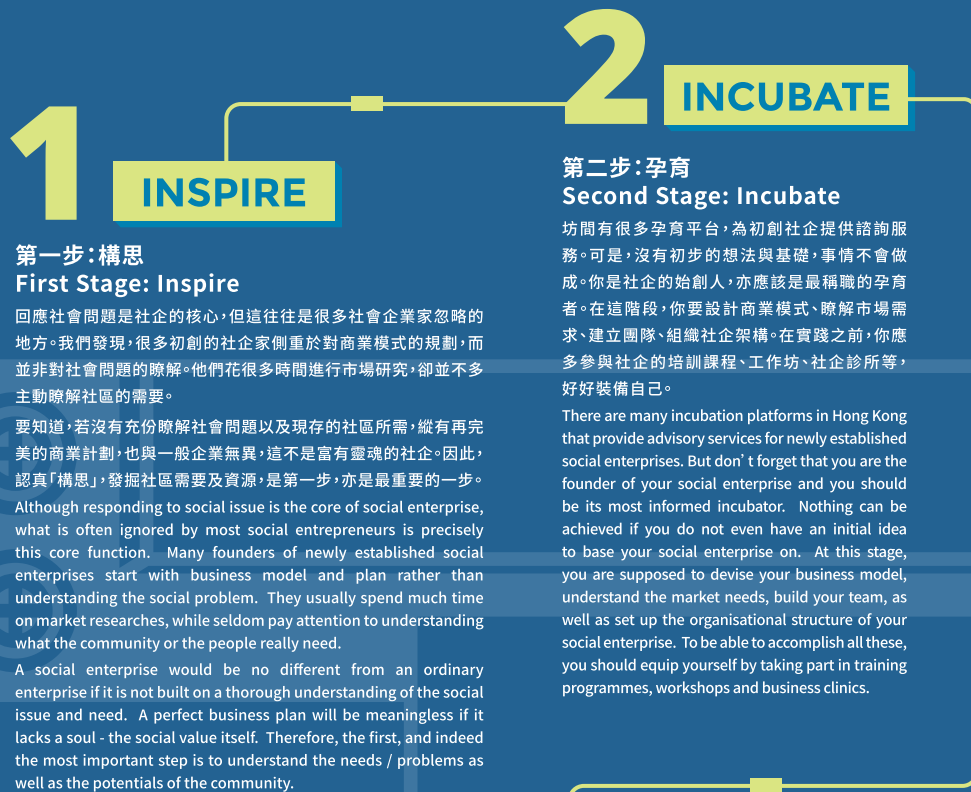 1
INSPIRE
第一步：構思
First Stage: Inspire
回應社會問題是社企的核心，但這往往是很多社會企業家忽略的
地方。我們發現，很多初創的社企家側重於對商業模式的規劃，而
並非對社會問題的瞭解。他們花很多時間進行市場研究，卻並不多
主動瞭解社區的需要。
要知道，若沒有充份瞭解社會問題以及現存的社區所需，縱有再完
美的商業計劃，也與一般企業無異，這不是富有靈魂的社企。因此，
認真「構思」，發掘社區需要及資源，是第一步，亦是最重要的一步。
Although responding to social issue is the core of social enterprise,
what is often ignored by most social entrepreneurs is precisely
this core function. Many founders of newly established social
enterprises start with business model and plan rather than
understanding the social problem. They usually spend much time
on market researches, while seldom pay attention to understanding
what the community or the people really need.
A social enterprise would be no different from an ordinary
enterprise if it is not built on a thorough understanding of the social
issue and need. A perfect business plan will be meaningless if it
lacks a soul - the social value itself. Therefore, the first, and indeed
the most important step is to understand the needs / problems as
well as the potentials of the community.
2
INCUBATE
第二步：孕育
Second Stage: Incubate
坊間有很多孕育平台，為初創社企提供諮詢服
務。可是，沒有初步的想法與基礎，事情不會做
成。你是社企的始創人，亦應該是最稱職的孕育
者。在這階段，你要設計商業模式、瞭解市場需
求、建立團隊、組織社企架構。在實踐之前，你應
多參與社企的培訓課程、工作坊、社企診所等，
好好裝備自己。
There are many incubation platforms in Hong Kong
that provide advisory services for newly established
social enterprises. But don’t forget that you are the
founder of your social enterprise and you should
be its most informed incubator. Nothing can be
achieved if you do not even have an initial idea
to base your social enterprise on. At this stage,
you are supposed to devise your business model,
understand the market needs, build your team, as
well as set up the organisational structure of your
social enterprise. To be able to accomplish all these,
you should equip yourself by taking part in training
programmes, workshops and business clinics.